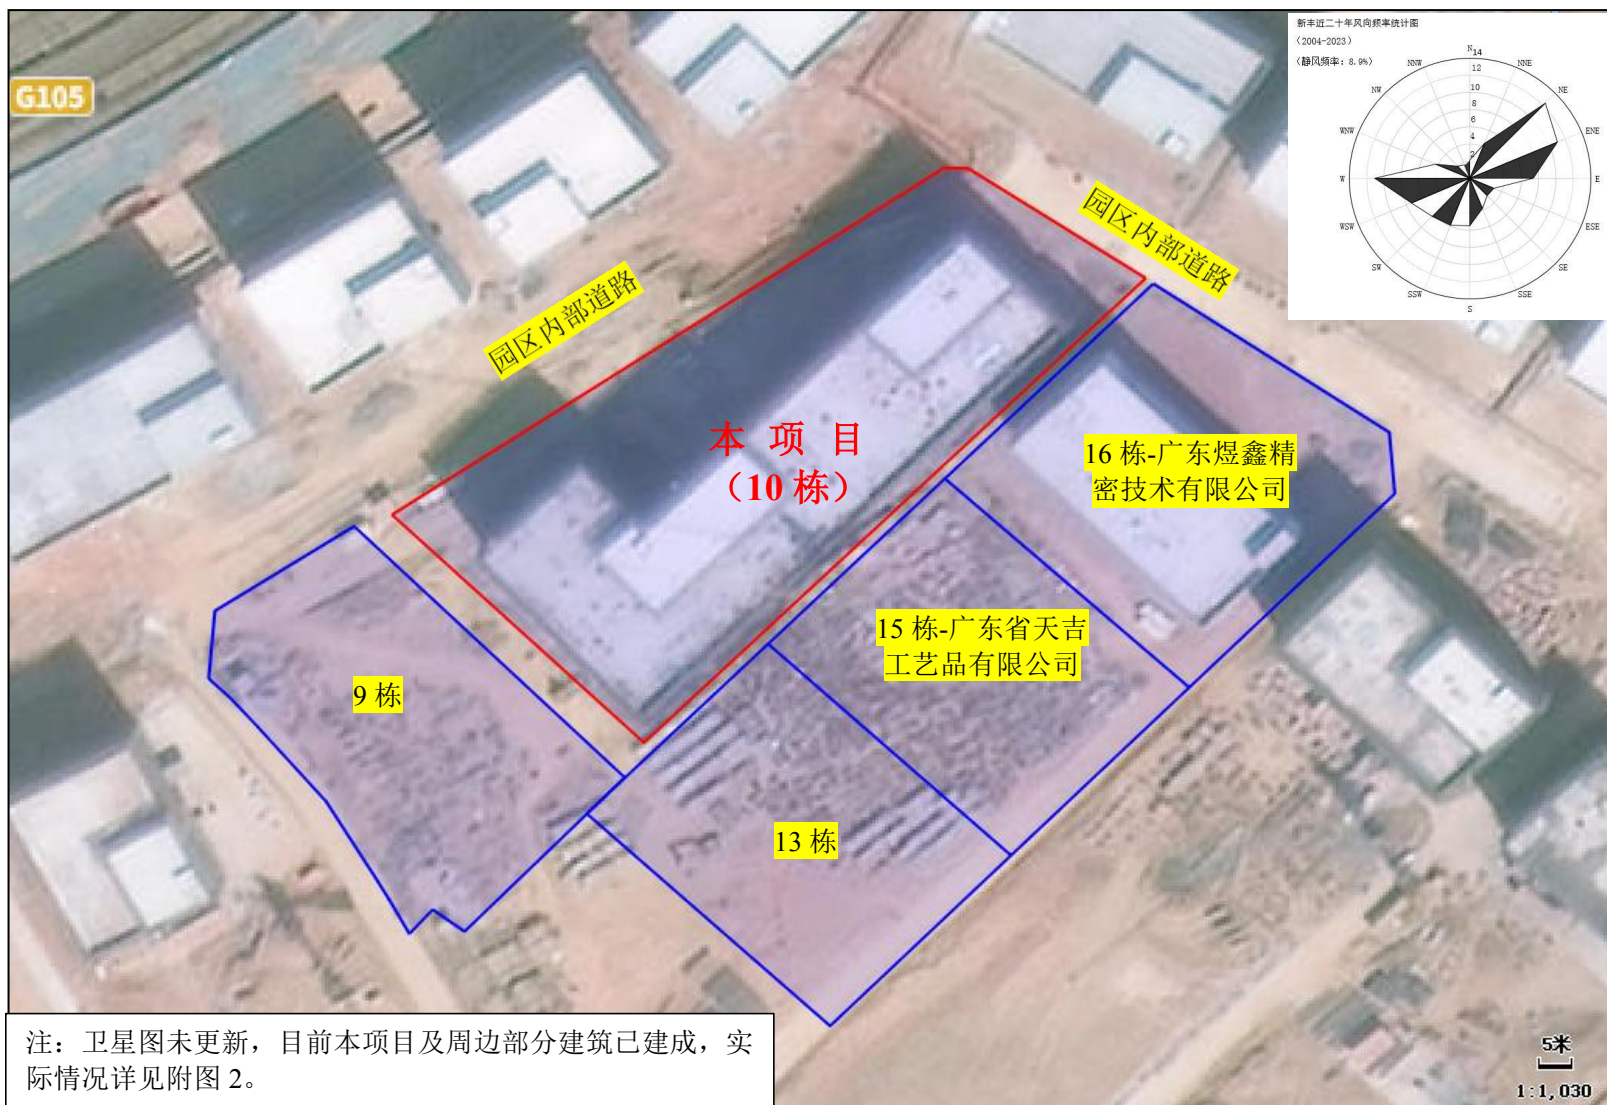 G105
新丰近二十年风向频率统计图
（2004-2023）
（静风频率：8.9%）
N
14
12
10
8
6
4
2
NNE
NE
ENE
E
ESE
SE
SSE
S
SSW
SW
WSW
W
WNW
NW
NNW
园区内部道路
园区内部道路
本 项 目
（10 栋）
16 栋-广东煜鑫精
密技术有限公司
15 栋-广东省天吉
工艺品有限公司
9 栋
13 栋
注：卫星图未更新，目前本项目及周边部分建筑已建成，实
际情况详见附图 2。
5米
1:1,030